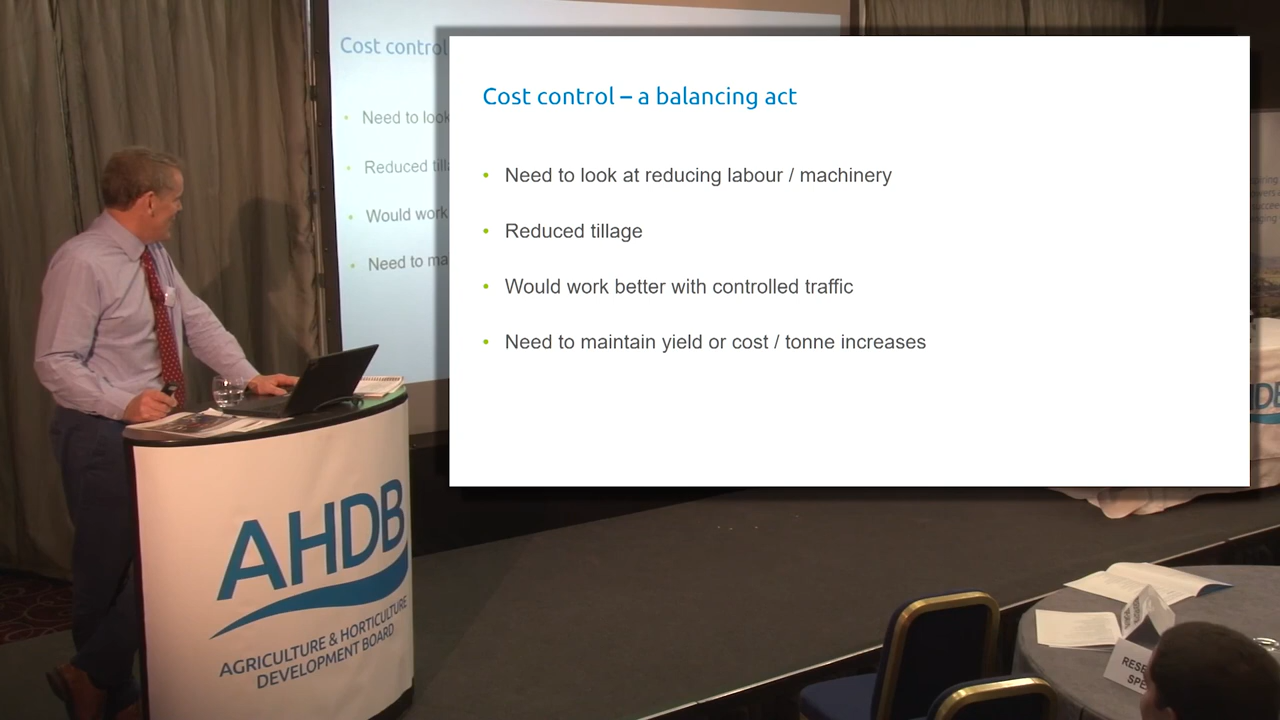 Cost control – a balancing act
• Need to look at reducing labour / machinery
• Reduced tillage
• Would work better with controlled traffic
• Need to maintain yield or cost / tonne increases
Cost control
• Need to look
• Reduced
• Would work
• Need to
AHDB
AGRICULTURE & HORTICULTURE
DEVELOPMENT BOARD